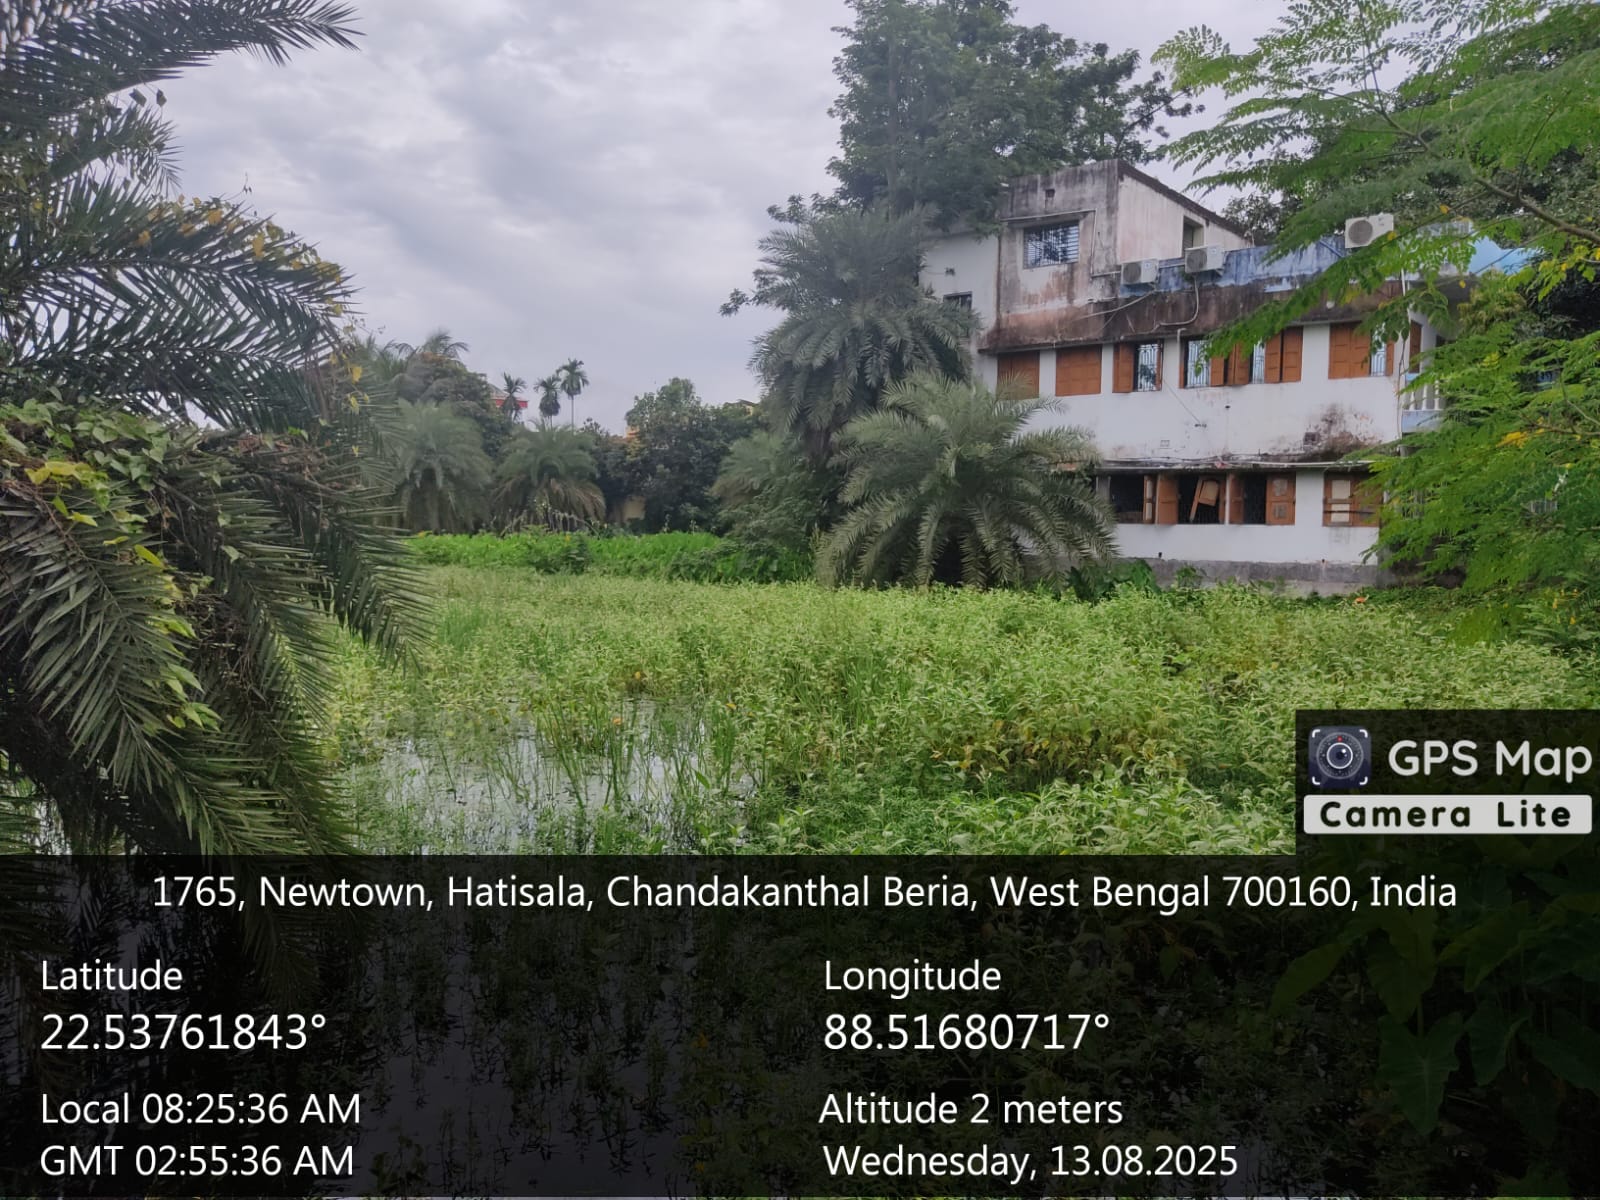 GPS Map
Camera Lite
1765, Newtown, Hatisala, Chandakanthal Beria, West Bengal 700160, India
Latitude
22.53761843°
Longitude
88.51680717°
Local 08:25:36 AM
GMT 02:55:36 AM
Altitude 2 meters
Wednesday, 13.08.2025